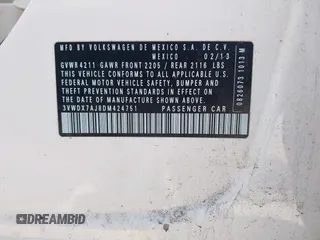 MFD BY VOLKSWAGEN DE MEXICO S.A. DE C.V.
MEXICO 02/13
GVWR 4211 GAWR FRONT 2205 / REAR 2116 LBS
THIS VEHICLE CONFORMS TO ALL APPLICABLE
FEDERAL MOTOR VEHICLE SAFETY, BUMPER, AND
THEFT PREVENTION STANDARDS IN EFFECT ON THE
DATE OF MANUFACTURE SHOWN ABOVE.
3VWDX7AJ8DM424751 PASSENGER CAR
0826073 1013 M
DREAMBID